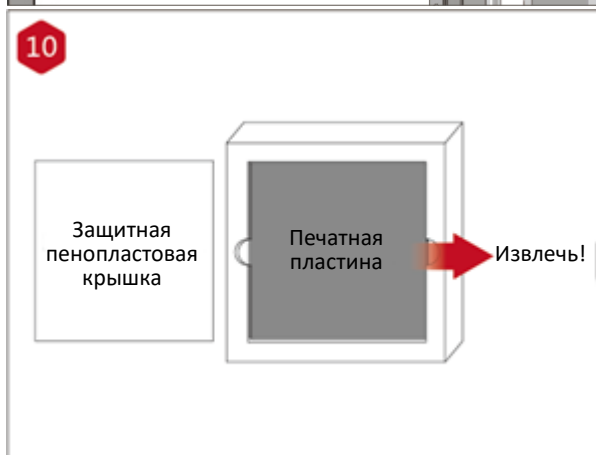 10
Защитная
пенопластовая
крышка
Печатная
пластина
Извлечь!